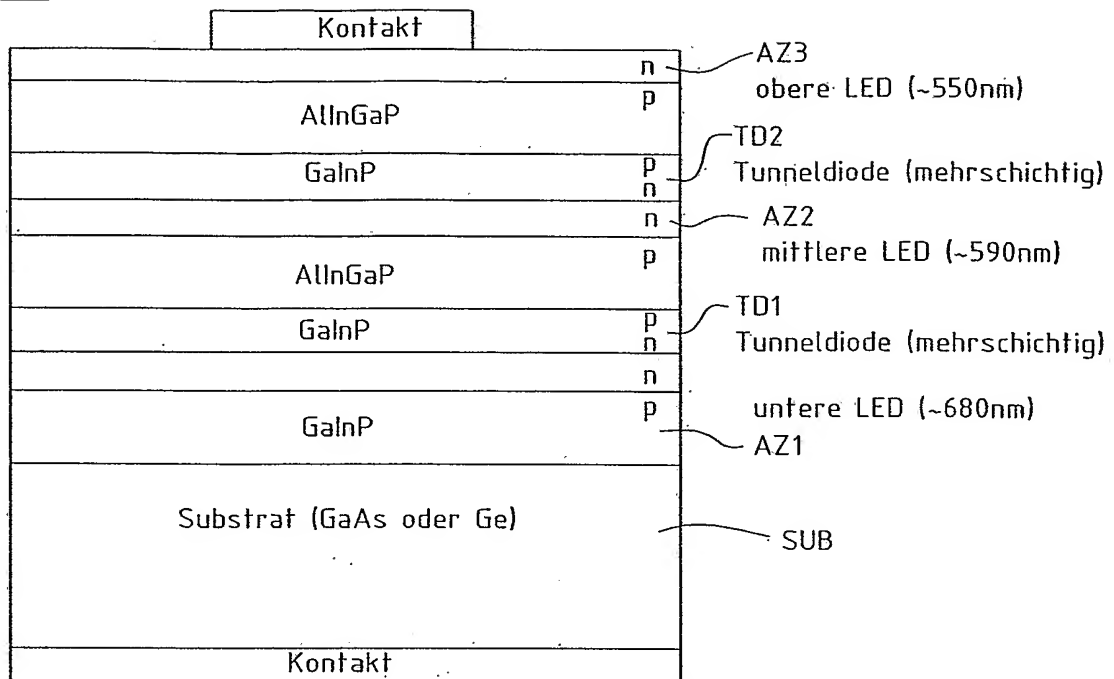 Kontakt
n
AZ3
p
obere LED (~550nm)
AlInGaP
TD2
GaInP
p
Tunneldiode (mehrschichtig)
n
n
AZ2
p
mittlere LED (~590nm)
AlInGaP
TD1
GaInP
p
Tunneldiode (mehrschichtig)
n
n
p
untere LED (~680nm)
GaInP
AZ1
Substrat (GaAs oder Ge)
SUB
Kontakt